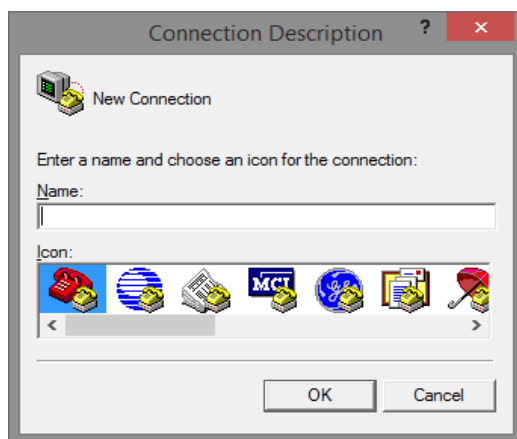 Connection Description
?
New Connection
Enter a name and choose an icon for the connection:
Name:
Icon:
MCI
OK
Cancel